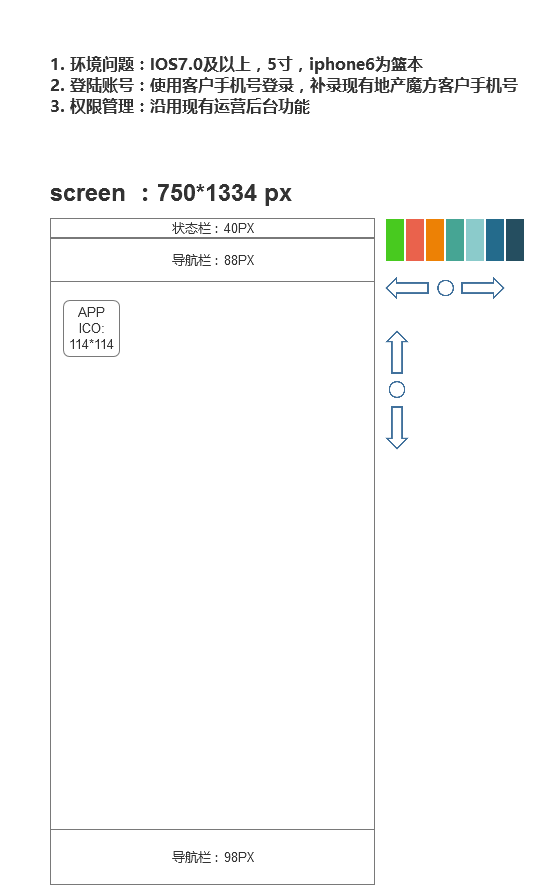 1. 环境问题：IOS7.0及以上，5寸，iphone6为篮本
2. 登陆账号：使用客户手机号登录，补录现有地产魔方客户手机号
3. 权限管理：沿用现有运营后台功能
screen ：750*1334 px
状态栏：40PX
导航栏：88PX
APP
ICO:
114*114
导航栏：98PX